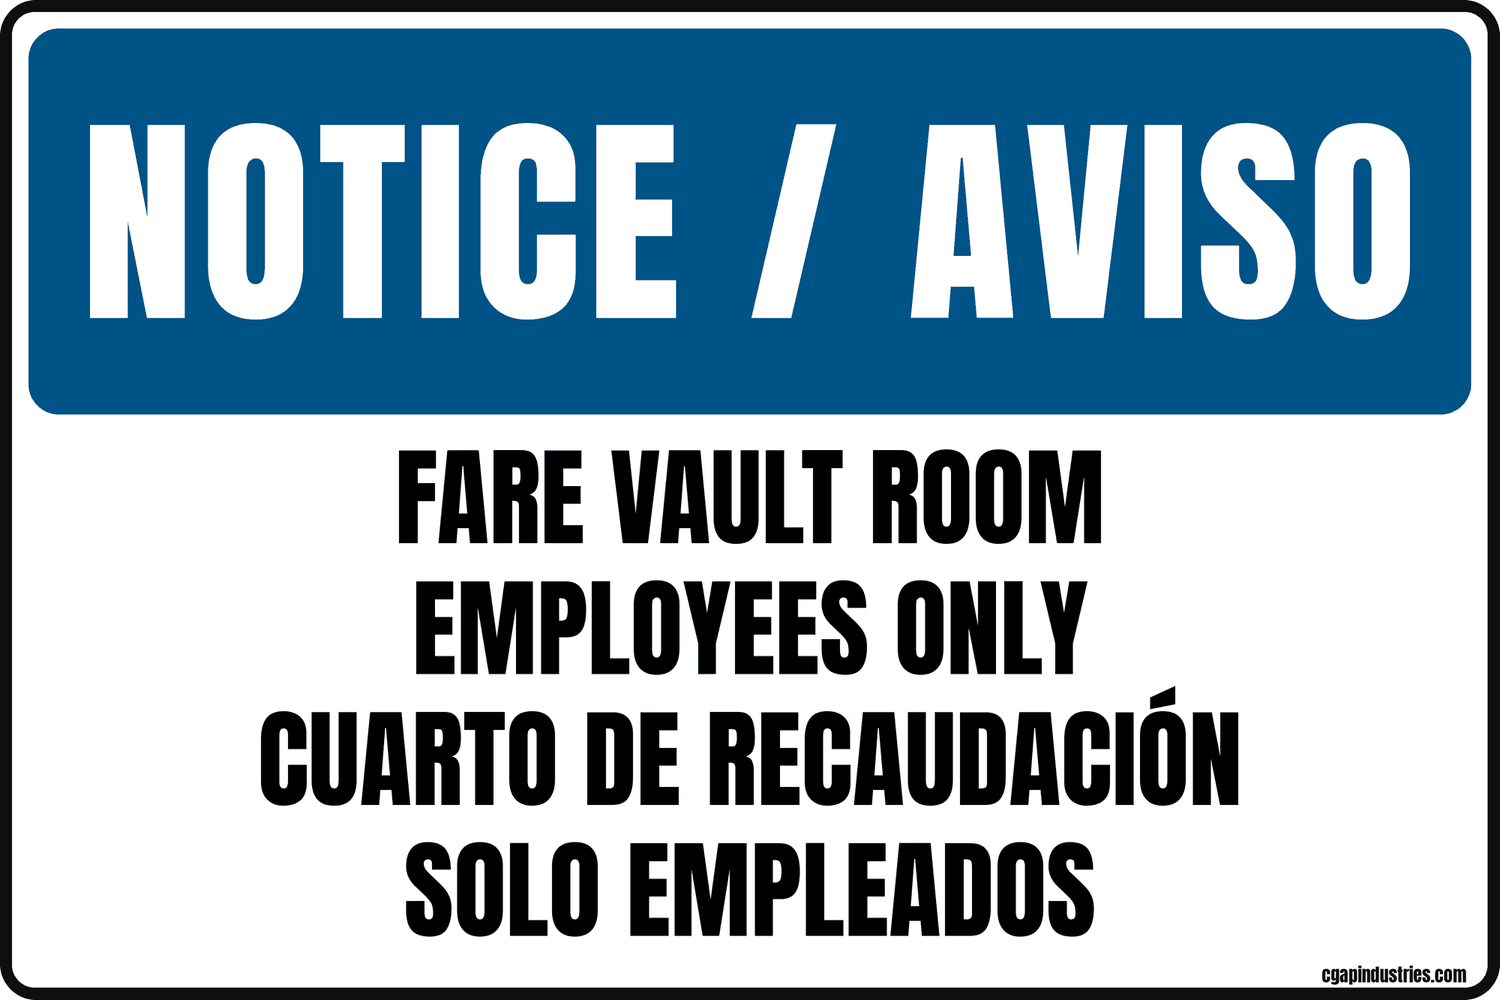 NOTICE / AVISO
FARE VAULT ROOM
EMPLOYEES ONLY
CUARTO DE RECAUDACIÓN
SOLO EMPLEADOS
cgapindustries.com